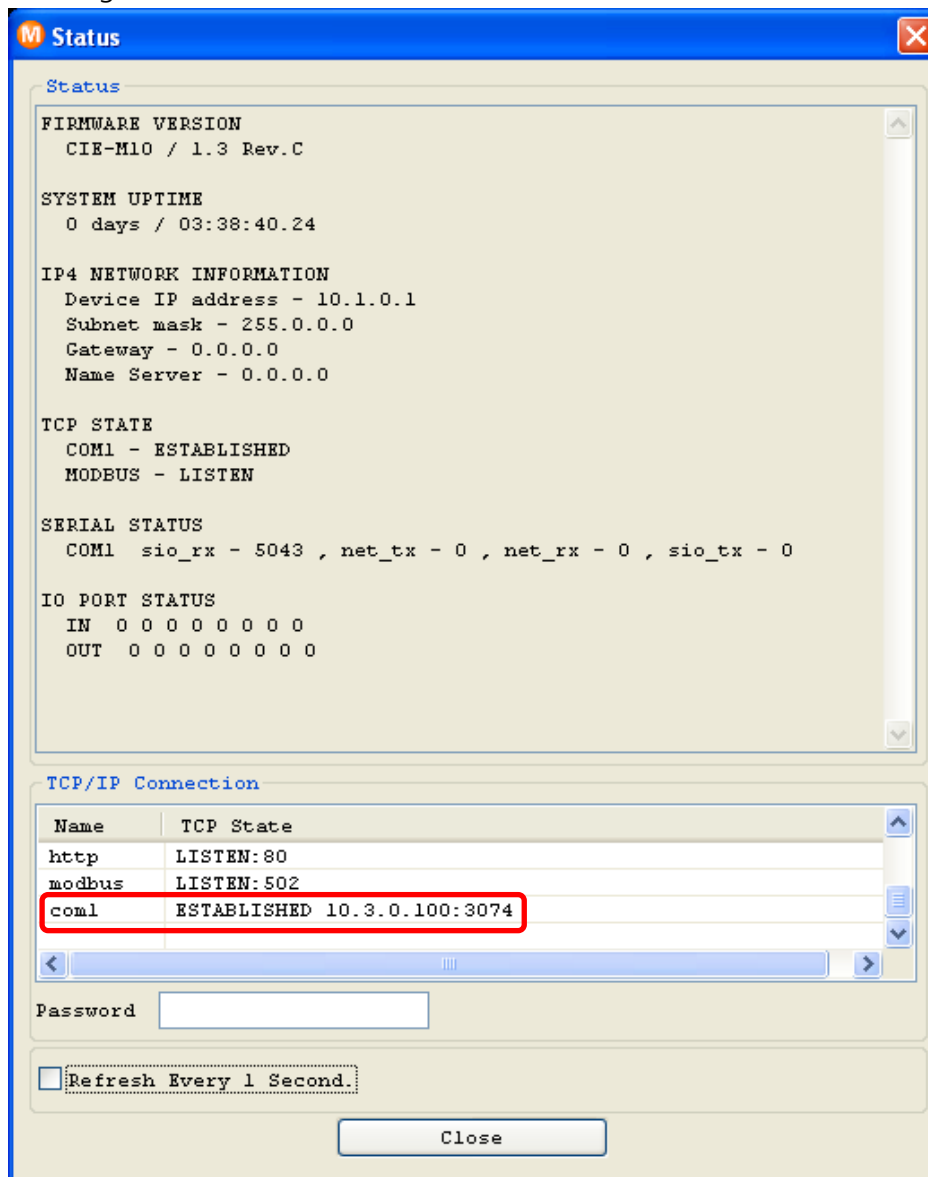 Status
Status
FIRMWARE VERSION
CIE-M10 / 1.3 Rev.C
SYSTEM UPTIME
0 days / 03:38:40.24
IP4 NETWORK INFORMATION
Device IP address - 10.1.0.1
Subnet mask - 255.0.0.0
Gateway - 0.0.0.0
Name Server - 0.0.0.0
TCP STATE
COM1 - ESTABLISHED
MODBUS - LISTEN
SERIAL STATUS
COM1 sio_rx - 5043 , net_tx - 0 , net_rx - 0 , sio_tx - 0
IO PORT STATUS
IN 0 0 0 0 0 0 0 0
OUT 0 0 0 0 0 0 0 0
TCP/IP Connection
Name TCP State
http LISTEN:80
modbus LISTEN:502
com1 ESTABLISHED 10.3.0.100:3074
Password
Refresh Every 1 Second.
Close